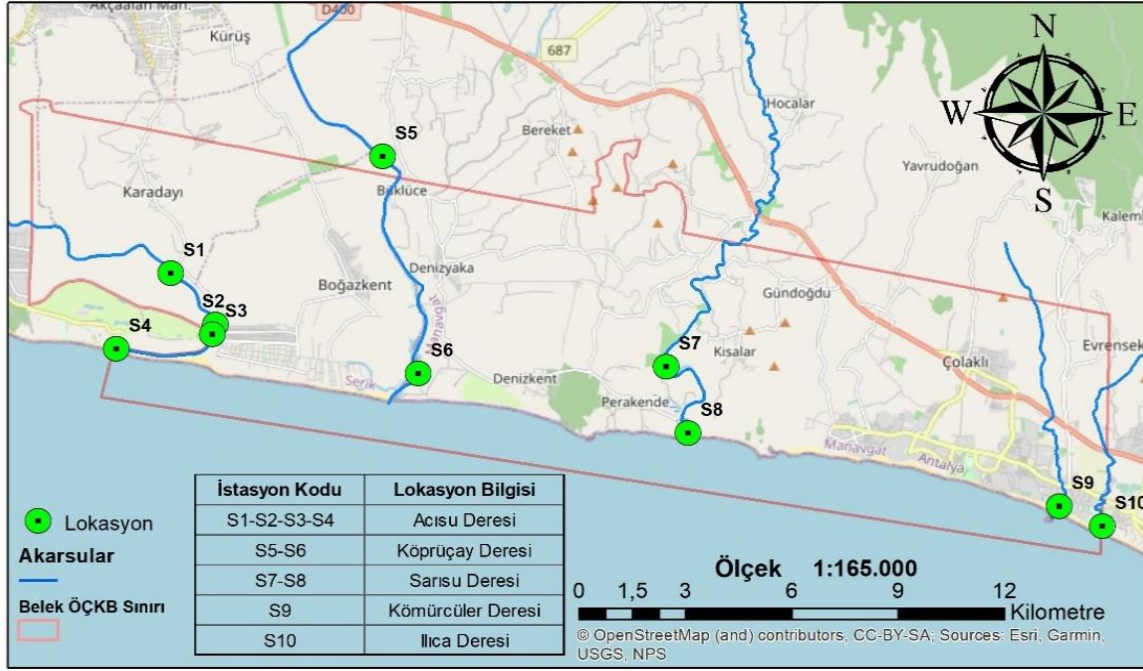 Akçaalan Mah.
D400
Kürüş
687
N
Hocalar
W
E
Bereket
S5
S
Yavrudoğan
Karadayı
Büklüce
Kalemle
S1
Denizyaka
Boğazkent
Gündoğdu
S2
S3
Manavgat
S4
S7
Kısalar
Çolaklı
Evrensek
S6
Serik
Denizkent
Perakende
S8
Manavgat
Antalya
S9
S10
İstasyon Kodu Lokasyon Bilgisi
S1-S2-S3-S4 Acısu Deresi
S5-S6 Köprüçay Deresi
S7-S8 Sarısu Deresi
S9 Kömürcüler Deresi
S10 Ilıca Deresi
Lokasyon
Akarsular
Belek ÖÇKB Sınırı
Ölçek 1:165.000
0 1,5 3 6 9 12
Kilometre
© OpenStreetMap (and) contributors, CC-BY-SA; Sources: Esri, Garmin,
USGS, NPS